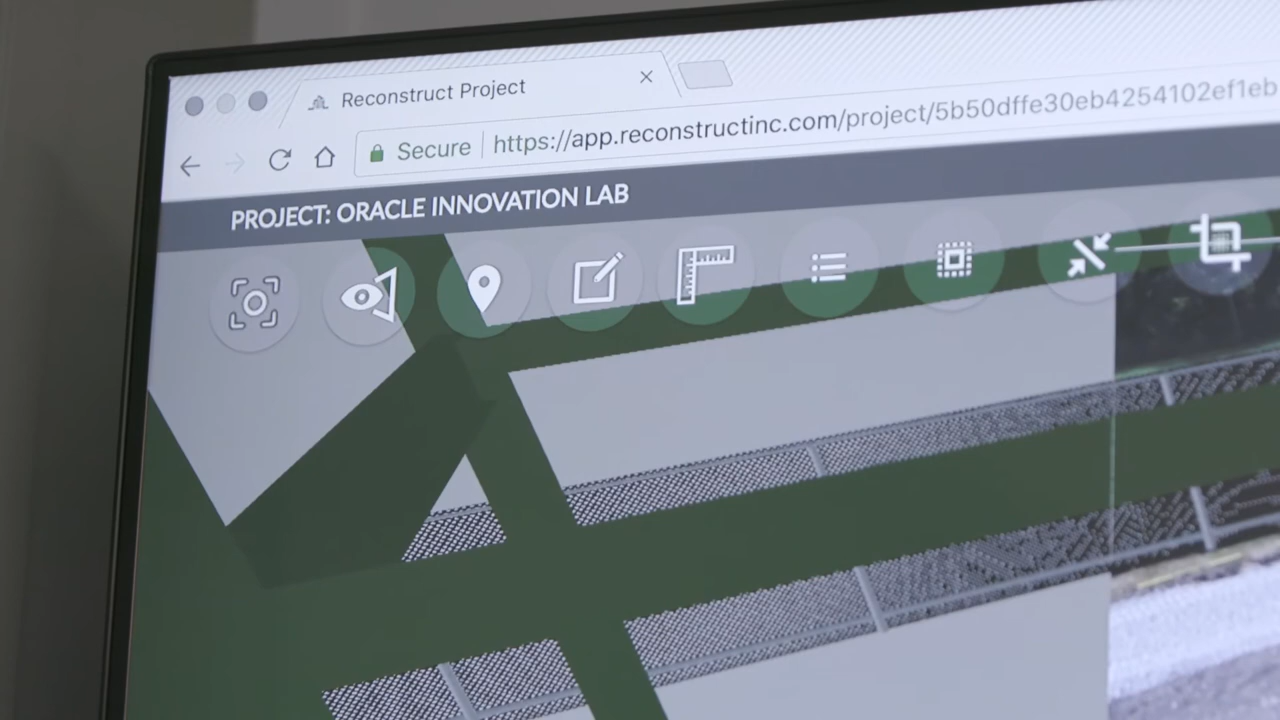 Reconstruct Project
Secure https://app.reconstructinc.com/project/5b50dffe30eb4254102ef1eb
PROJECT: ORACLE INNOVATION LAB